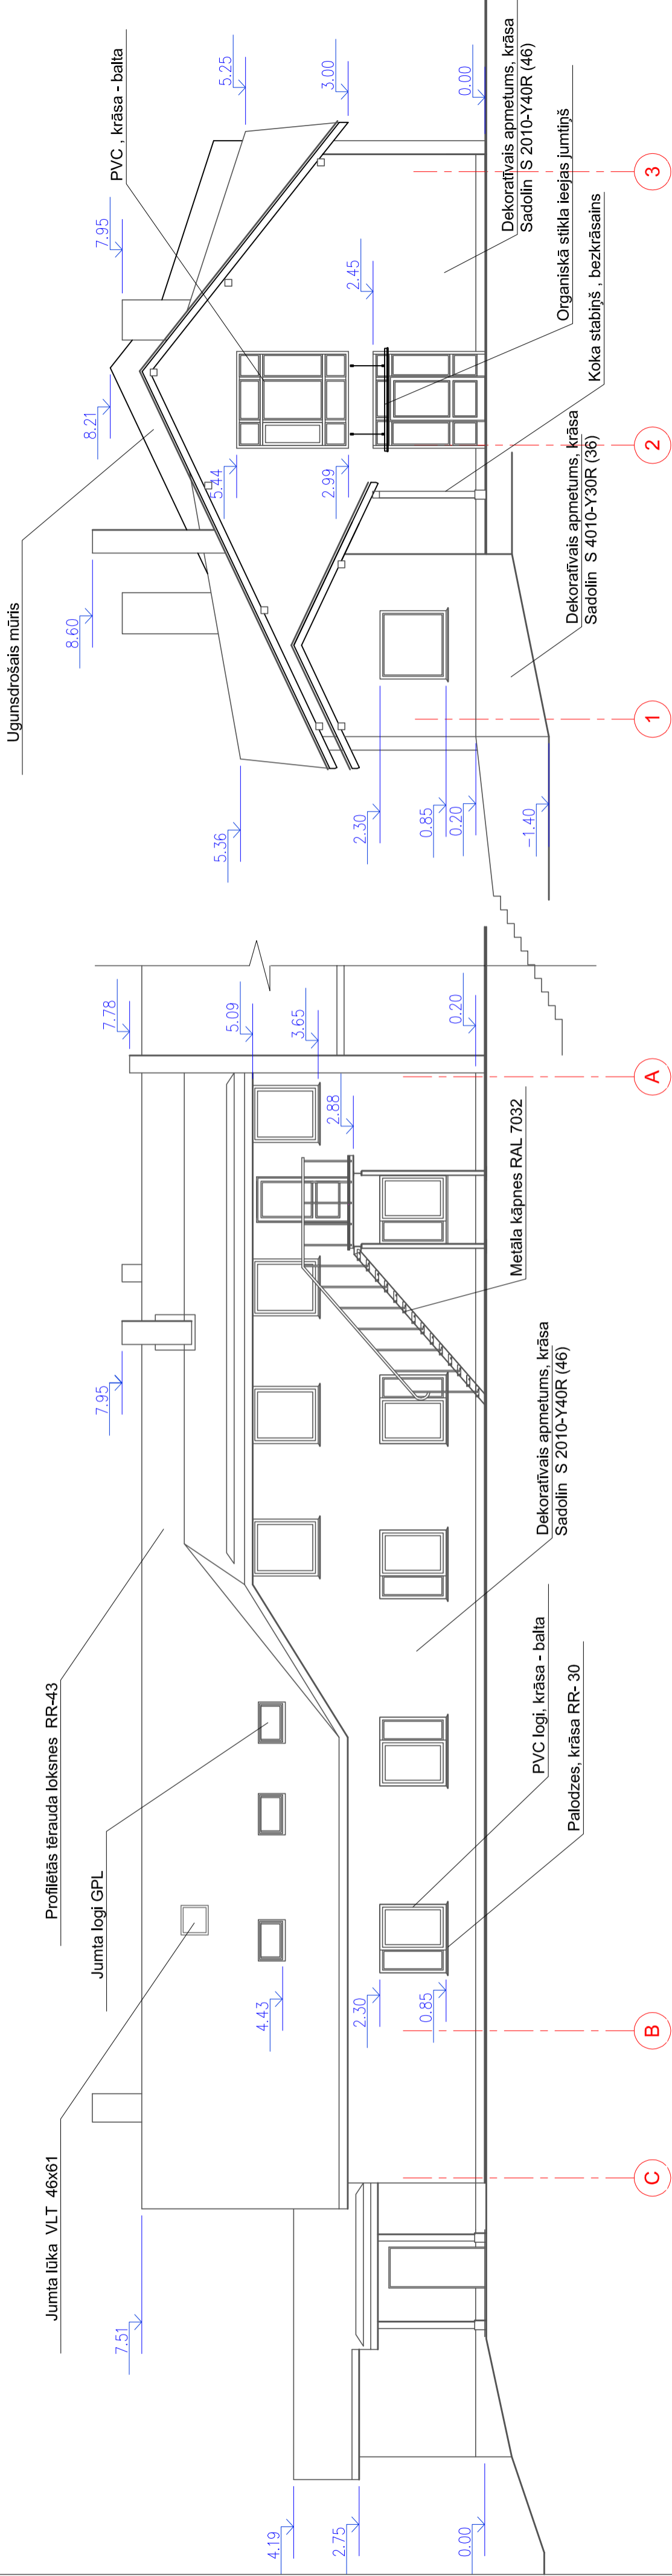 Jumta lūka VLT 46x61
Jumta logi GPL
Profilētās tērauda loksnes RR-43
7.51
4.19
2.75
0.00
4.43
2.30
0.85
7.95
7.78
5.09
3.65
2.88
0.20
PVC logi, krāsa - balta
Palodzes, krāsa RR- 30
Dekoratīvais apmetums, krāsa
Sadolin S 2010-Y40R (46)
Metāla kāpnes RAL 7032
C
B
A
Ugunsdrošais mūris
PVC , krāsa - balta
8.60
8.21
7.95
5.25
3.00
0.00
5.36
5.44
2.99
2.45
2.30
0.85
0.20
-1.40
Dekoratīvais apmetums, krāsa
Sadolin S 4010-Y30R (36)
Koka stabiņš , bezkrāsains
Organiskā stikla ieejas jumtiņš
Dekoratīvais apmetums, krāsa
Sadolin S 2010-Y40R (46)
1
2
3